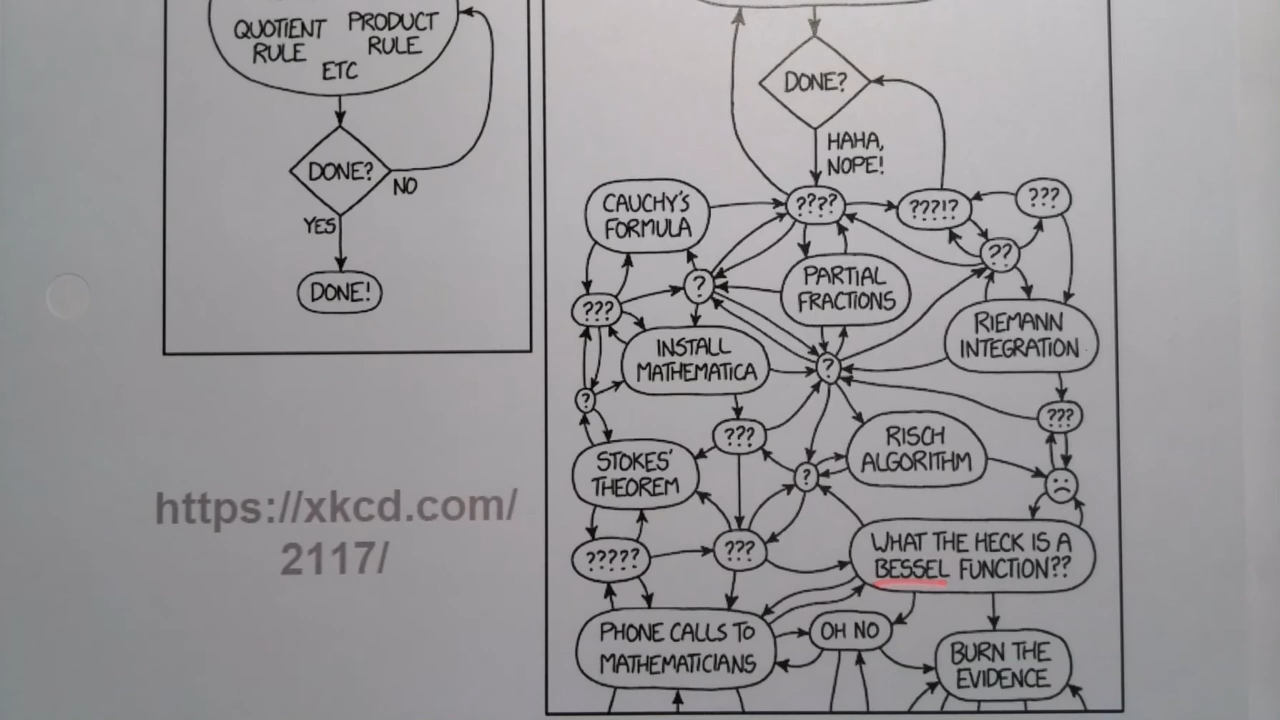 QUOTIENT
RULE
PRODUCT
RULE
ETC
DONE?
NO
YES
DONE!
https://xkcd.com/
2117/
DONE?
HAHA,
NOPE!
CAUCHY'S
FORMULA
????
???!?
???
??
PARTIAL
FRACTIONS
?
???
RIEMANN
INTEGRATION
INSTALL
MATHEMATICA
?
?
???
???
RISCH
ALGORITHM
STOKES'
THEOREM
?
?????
???
WHAT THE HECK IS A
BESSEL FUNCTION??
PHONE CALLS TO
MATHEMATICIANS
OH NO
BURN THE
EVIDENCE